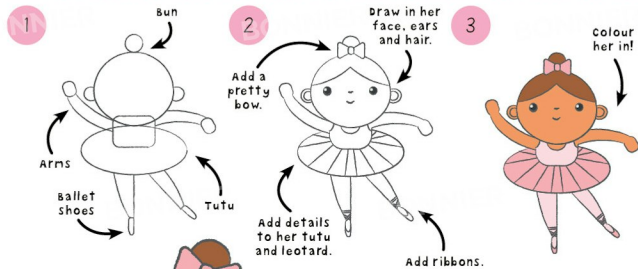 1
Bun
Arms
Ballet
shoes
Tutu
2
Draw in her
face, ears
and hair.
Add a
pretty
bow.
Add details
to her tutu
and leotard.
Add ribbons.
3
Colour
her in!